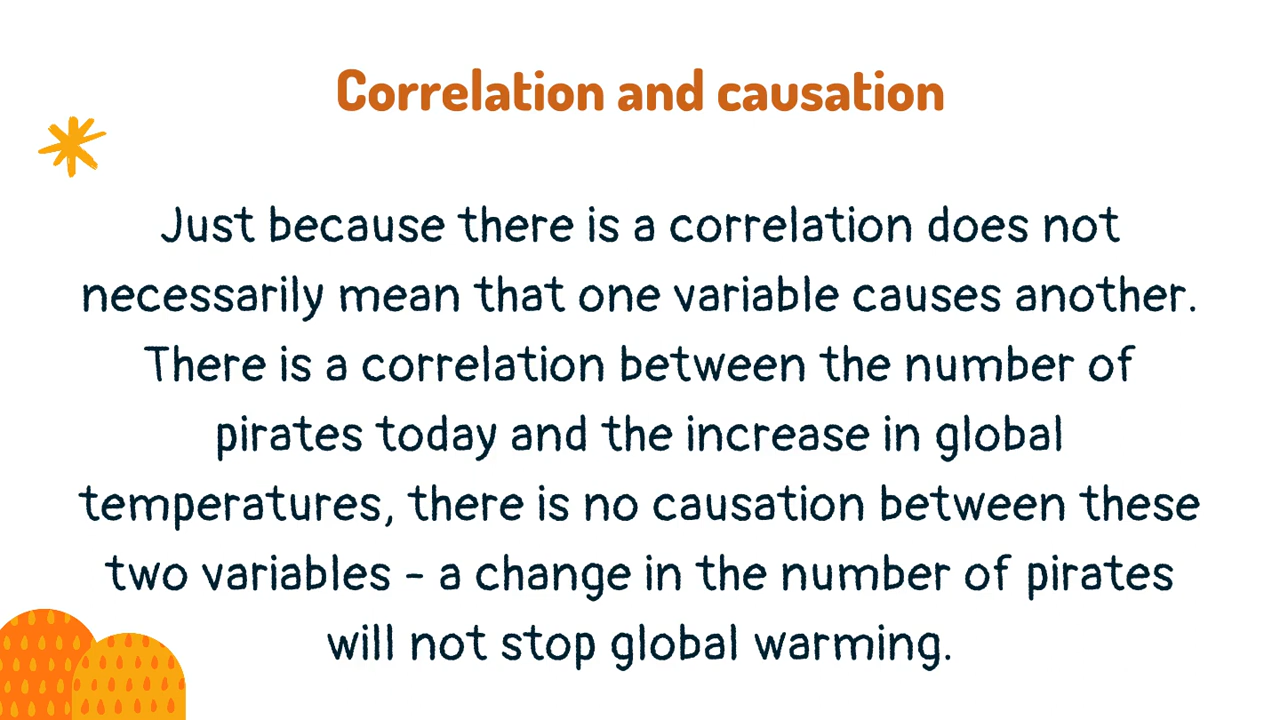 Correlation and causation
Just because there is a correlation does not
necessarily mean that one variable causes another.
There is a correlation between the number of
pirates today and the increase in global
temperatures, there is no causation between these
two variables - a change in the number of pirates
will not stop global warming.